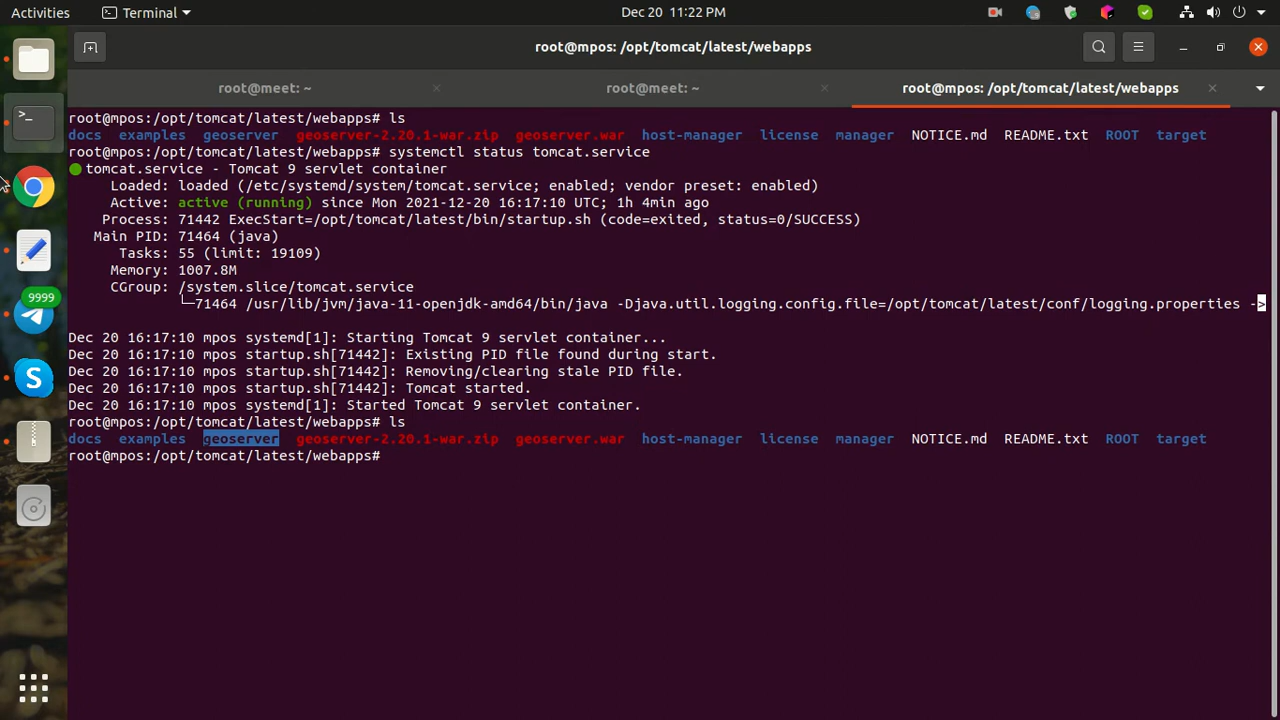 Activities
Terminal
Dec 20 11:22 PM
root@mpos: /opt/tomcat/latest/webapps
root@meet: ~
root@meet: ~
root@mpos: /opt/tomcat/latest/webapps
root@mpos:/opt/tomcat/latest/webapps# ls
docs examples geoserver geoserver-2.20.1-war.zip geoserver.war host-manager license manager NOTICE.md README.txt ROOT target
root@mpos:/opt/tomcat/latest/webapps# systemctl status tomcat.service
● tomcat.service - Tomcat 9 servlet container
Loaded: loaded (/etc/systemd/system/tomcat.service; enabled; vendor preset: enabled)
Active: active (running) since Mon 2021-12-20 16:17:10 UTC; 1h 4min ago
Process: 71442 ExecStart=/opt/tomcat/latest/bin/startup.sh (code=exited, status=0/SUCCESS)
Main PID: 71464 (java)
Tasks: 55 (limit: 19109)
Memory: 1007.8M
CGroup: /system.slice/tomcat.service
└─71464 /usr/lib/jvm/java-11-openjdk-amd64/bin/java -Djava.util.logging.config.file=/opt/tomcat/latest/conf/logging.properties ->
Dec 20 16:17:10 mpos systemd[1]: Starting Tomcat 9 servlet container...
Dec 20 16:17:10 mpos startup.sh[71442]: Existing PID file found during start.
Dec 20 16:17:10 mpos startup.sh[71442]: Removing/clearing stale PID file.
Dec 20 16:17:10 mpos startup.sh[71442]: Tomcat started.
Dec 20 16:17:10 mpos systemd[1]: Started Tomcat 9 servlet container.
root@mpos:/opt/tomcat/latest/webapps# ls
docs examples geoserver geoserver-2.20.1-war.zip geoserver.war host-manager license manager NOTICE.md README.txt ROOT target
root@mpos:/opt/tomcat/latest/webapps#
9999